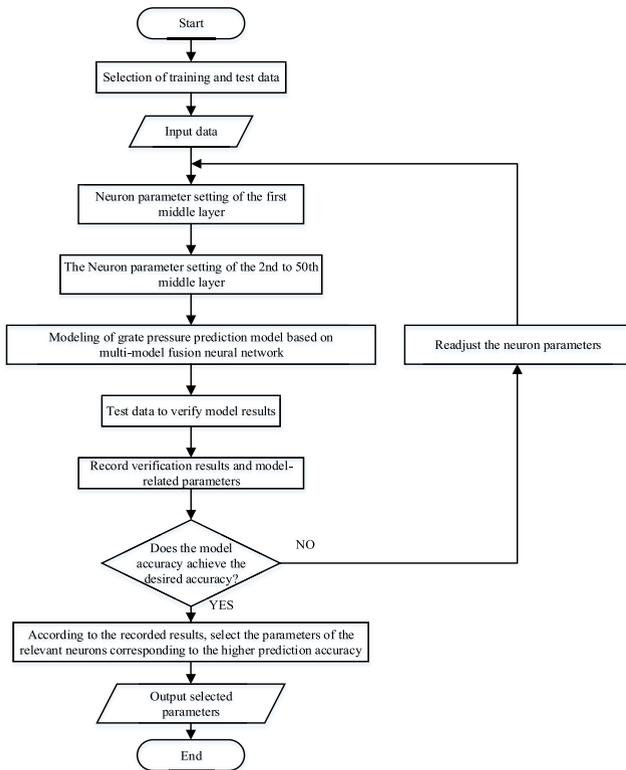 Start
Selection of training and test data
Input data
Neuron parameter setting of the first
middle layer
The Neuron parameter setting of the 2nd to 50th
middle layer
Modeling of grate pressure prediction model based on
multi-model fusion neural network
Readjust the neuron parameters
Test data to verify model results
Record verification results and model-
related parameters
Does the model
accuracy achieve the
desired accuracy?
NO
YES
According to the recorded results, select the parameters of the
relevant neurons corresponding to the higher prediction accuracy
Output selected
parameters
End